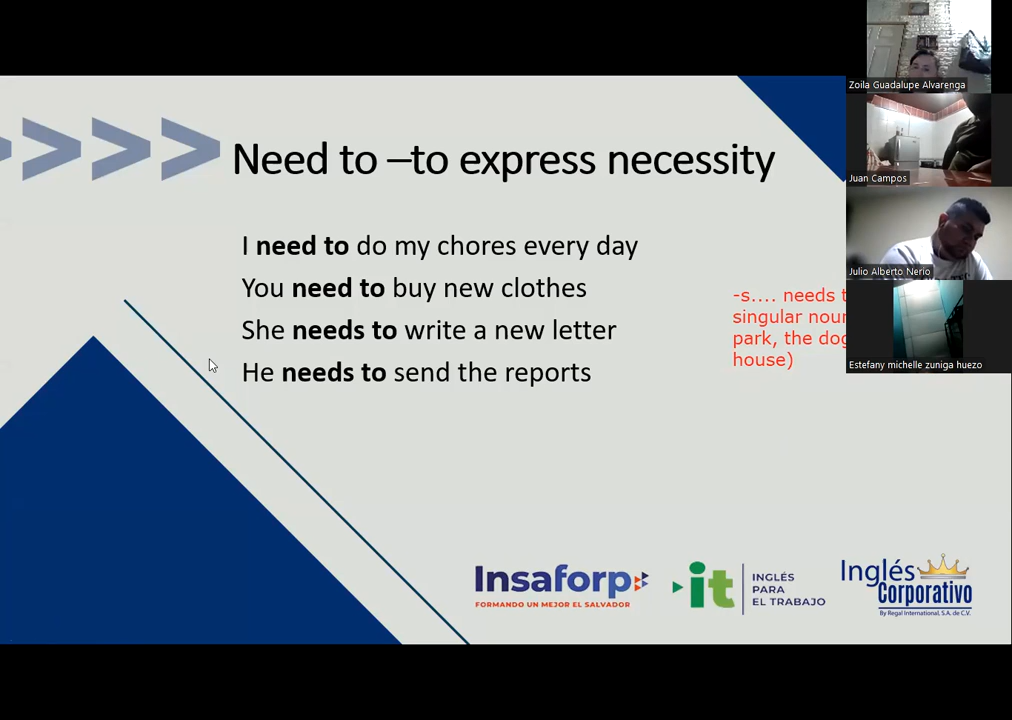 Need to –to express necessity
I need to do my chores every day
You need to buy new clothes
She needs to write a new letter
He needs to send the reports
-s.... needs
singular
park, the dog
house)
Insaforp
FORMANDO UN MEJOR EL SALVADOR
it
INGLÉS
PARA
EL TRABAJO
Inglés
Corporativo
By Regal International, S.A. de C.V.
Zoila Guadalupe Alvarenga
Juan Campos
Julio Alberto Nerio
Estefany michelle zuniga huezo